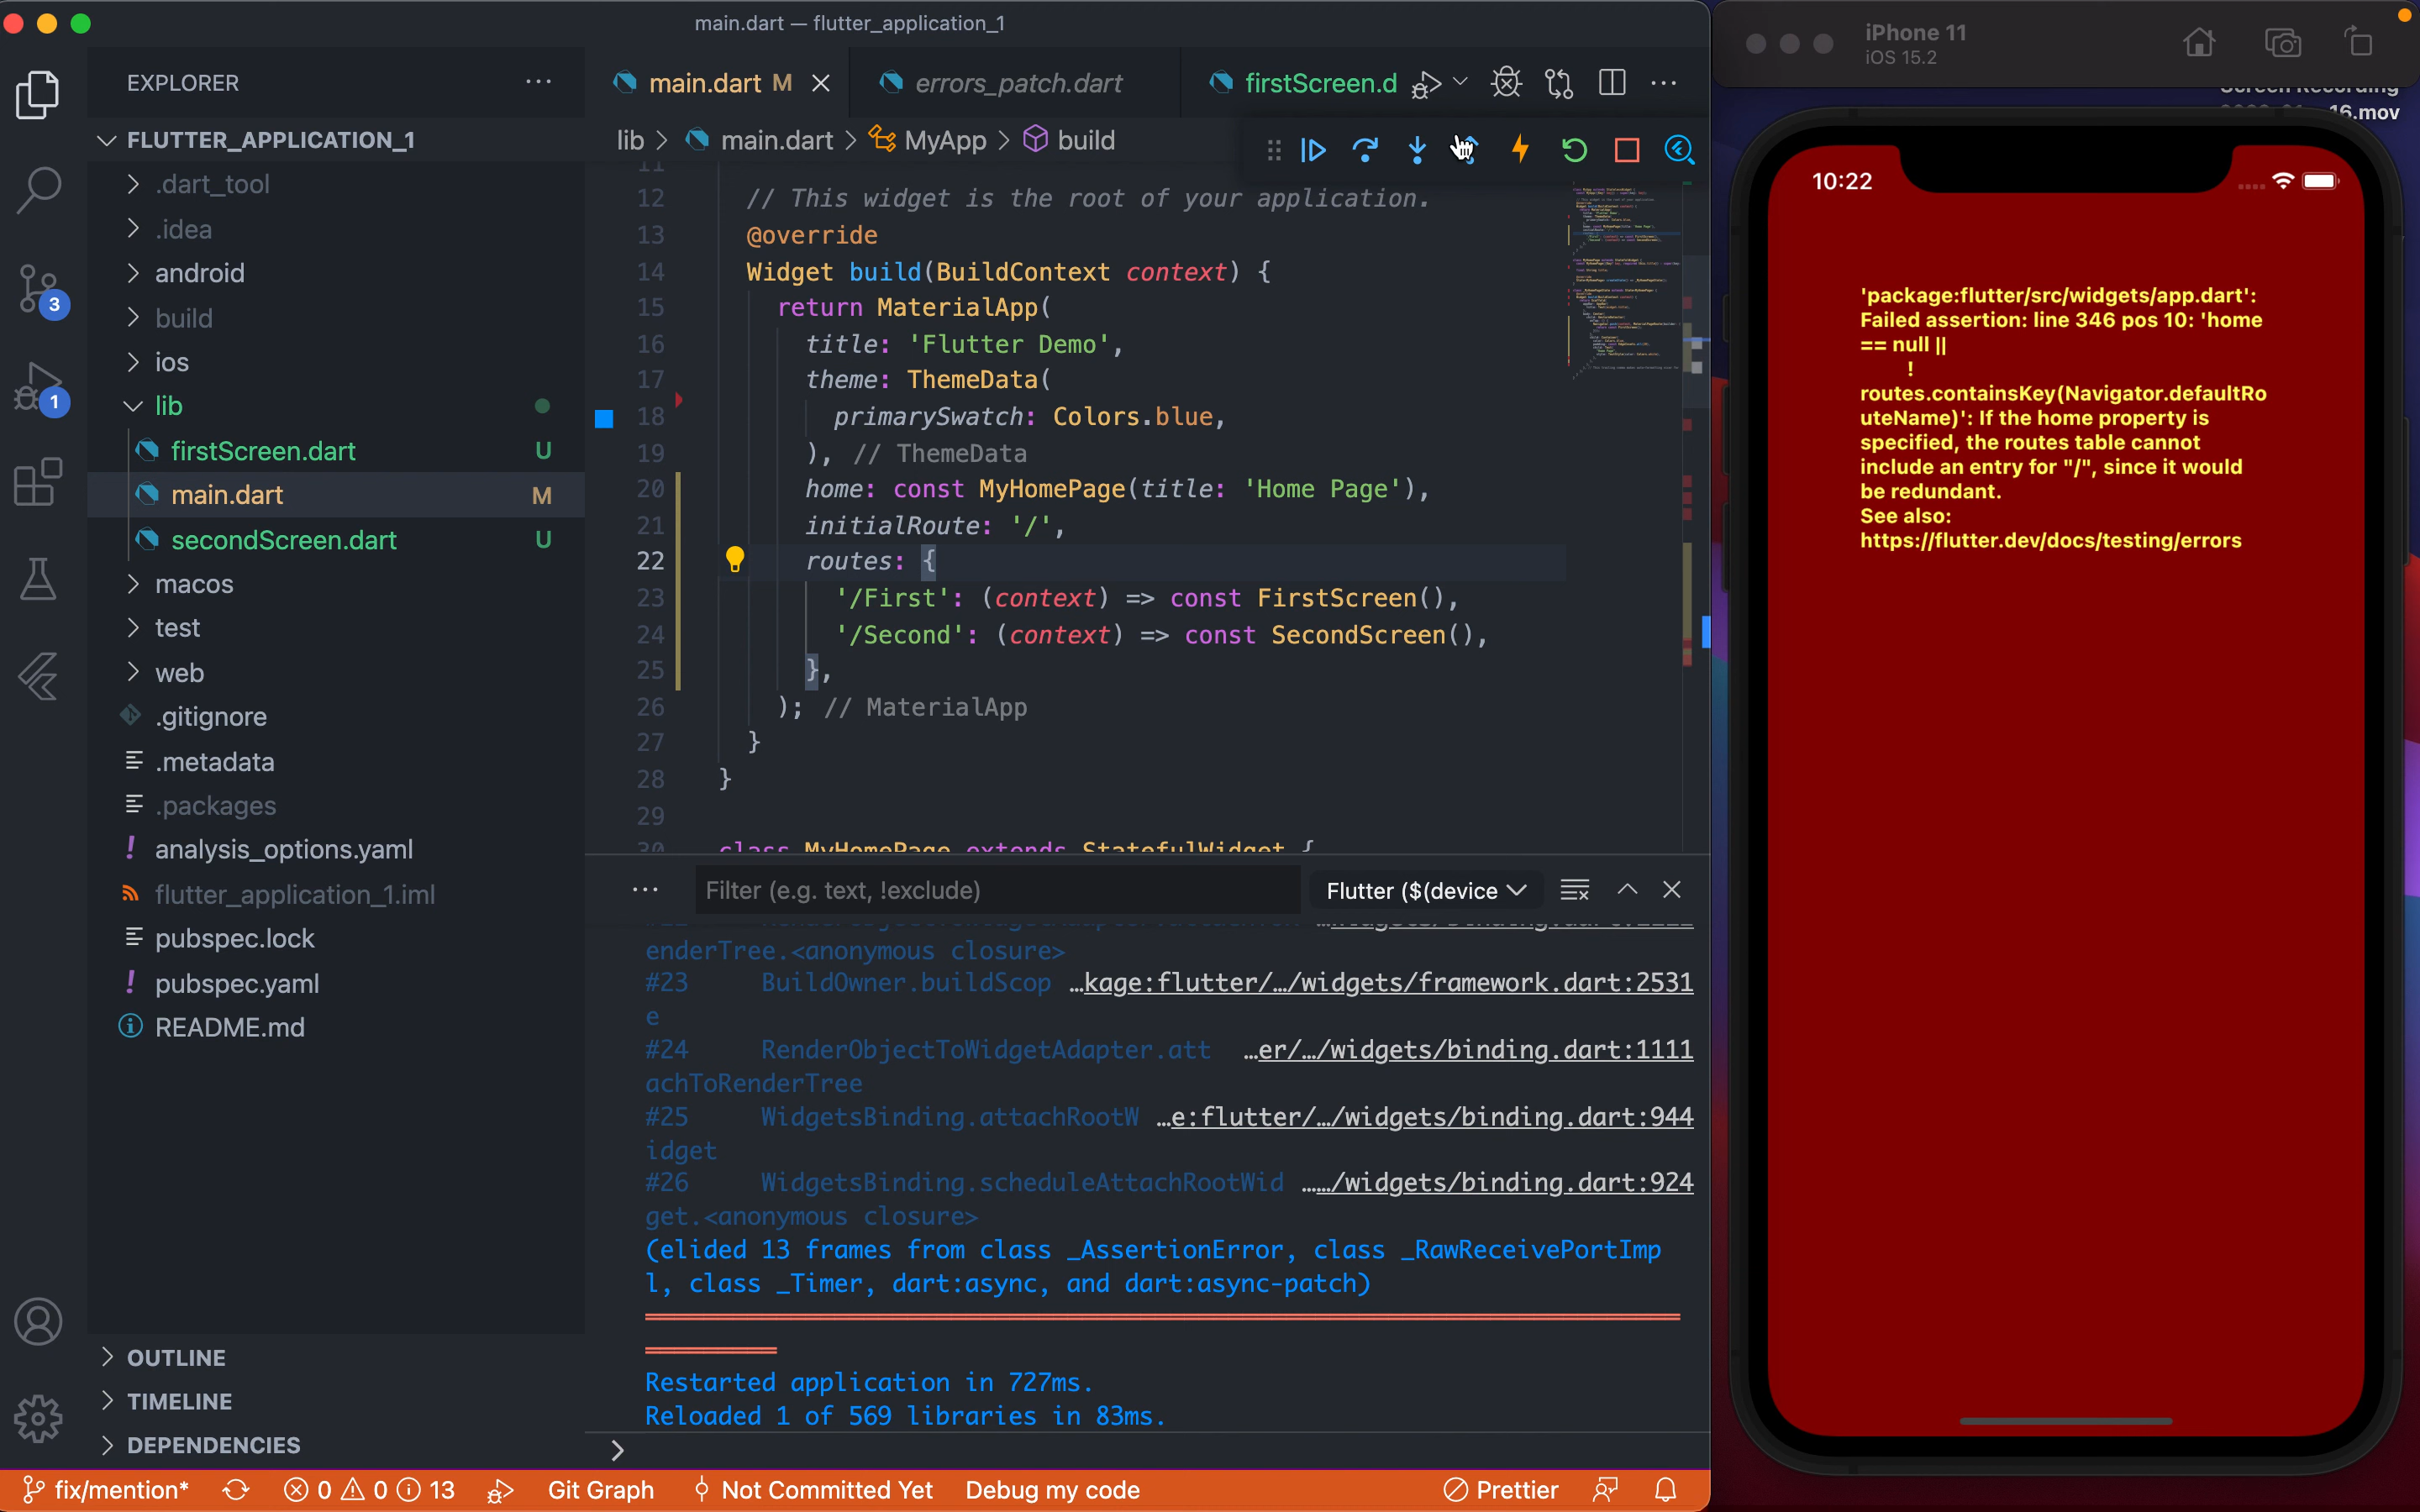 main.dart — flutter_application_1
EXPLORER
FLUTTER_APPLICATION_1
.dart_tool
.idea
android
build
ios
lib
firstScreen.dart U
main.dart M
secondScreen.dart U
macos
test
web
.gitignore
.metadata
.packages
analysis_options.yaml
flutter_application_1.iml
pubspec.lock
pubspec.yaml
README.md
OUTLINE
TIMELINE
DEPENDENCIES
3
1
main.dart M
errors_patch.dart
firstScreen.d
lib > main.dart > MyApp > build
11
12 // This widget is the root of your application.
13 @override
14 Widget build(BuildContext context) {
15 return MaterialApp(
16 title: 'Flutter Demo',
17 theme: ThemeData(
18 primarySwatch: Colors.blue,
19 ), // ThemeData
20 home: const MyHomePage(title: 'Home Page'),
21 initialRoute: '/',
22 routes: {
23 '/First': (context) => const FirstScreen(),
24 '/Second': (context) => const SecondScreen(),
25 },
26 ); // MaterialApp
27 }
28 }
29
30 class MyHomePage extends StatefulWidget {
Filter (e.g. text, !exclude)
Flutter ($(device
enderTree.<anonymous closure>
#23 BuildOwner.buildScop …kage:flutter/…/widgets/framework.dart:2531
e
#24 RenderObjectToWidgetAdapter.att …er/…/widgets/binding.dart:1111
achToRenderTree
#25 WidgetsBinding.attachRootW …e:flutter/…/widgets/binding.dart:944
idget
#26 WidgetsBinding.scheduleAttachRootWid ……/widgets/binding.dart:924
get.<anonymous closure>
(elided 13 frames from class _AssertionError, class _RawReceivePortImp
l, class _Timer, dart:async, and dart:async-patch)
Restarted application in 727ms.
Reloaded 1 of 569 libraries in 83ms.
fix/mention* 0 0 13 Git Graph Not Committed Yet Debug my code Prettier
iPhone 11
iOS 15.2
Screen Recording
16.mov
10:22
'package:flutter/src/widgets/app.dart':
Failed assertion: line 346 pos 10: 'home
== null ||
!
routes.containsKey(Navigator.defaultRo
uteName)': If the home property is
specified, the routes table cannot
include an entry for "/", since it would
be redundant.
See also:
https://flutter.dev/docs/testing/errors